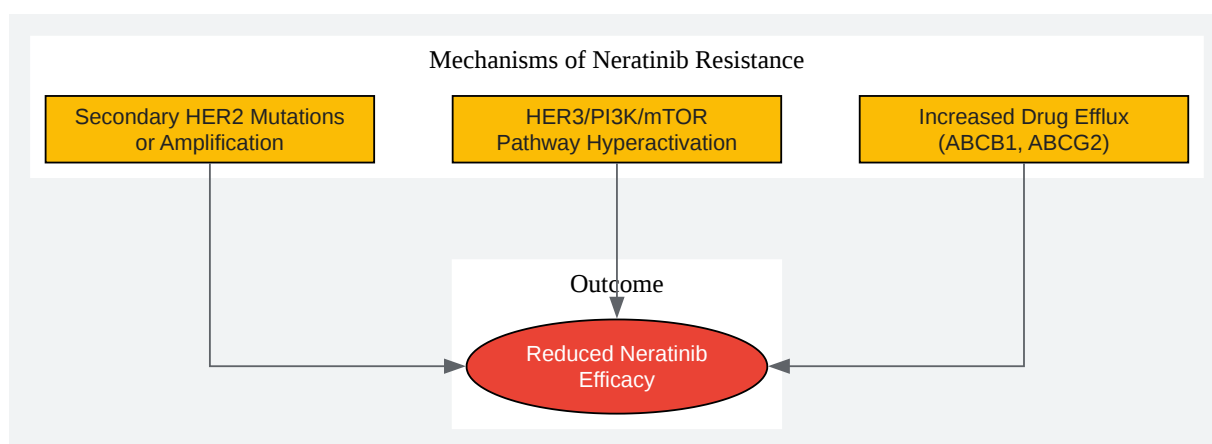 Mechanisms of Neratinib Resistance
Secondary HER2 Mutations
or Amplification
HER3/PI3K/mTOR
Pathway Hyperactivation
Increased Drug Efflux
(ABCB1, ABCG2)
Outcome
Reduced Neratinib
Efficacy